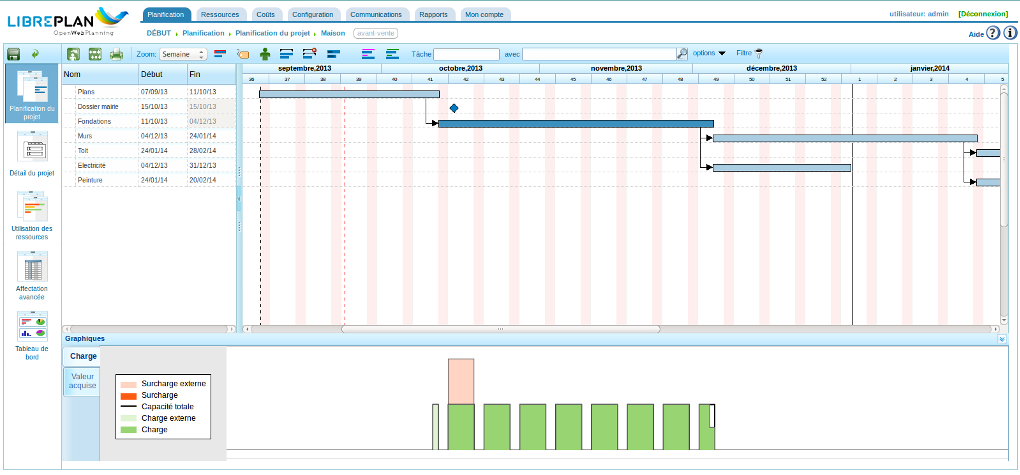 LIBREPLAN
OpenWebPlanning
Planification Ressources Coûts Configuration Communications Rapports Mon compte
utilisateur: admin [Déconnexion]
DÉBUT Planification Planification du projet Maison avant vente
Aide ? i
Zoom: Semaine Tâche avec options Filtre
Planification du
projet
Détail du projet
Utilisation des
ressources
Affectation
avancée
Tableau de
bord
Nom Début Fin
septembre,2013 octobre,2013 novembre,2013 décembre,2013 janvier,2014
36 37 38 39 40 41 42 43 44 45 46 47 48 49 50 51 52 1 2 3 4 5
Plans 07/09/13 11/10/13
Dossier mairie 15/10/13 15/10/13
Fondations 11/10/13 04/12/13
Murs 04/12/13 24/01/14
Toit 24/01/14 28/02/14
Electricité 04/12/13 31/12/13
Peinture 24/01/14 20/02/14
Graphiques
Charge
Valeur
acquise
Surcharge externe
Surcharge
Capacité totale
Charge externe
Charge